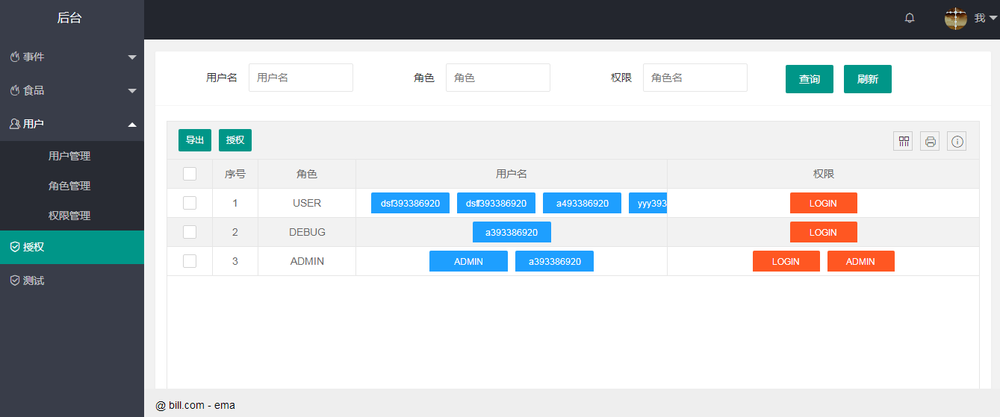 后台
我
事件
食品
用户
用户管理
角色管理
权限管理
授权
测试
用户名 用户名 角色 角色 权限 角色名 查询 刷新
导出 授权
序号 角色 用户名 权限
1 USER dsf393386920 dsff393386920 a493386920 yyy393 LOGIN
2 DEBUG a393386920 LOGIN
3 ADMIN ADMIN a393386920 LOGIN ADMIN
@ bill.com - ema